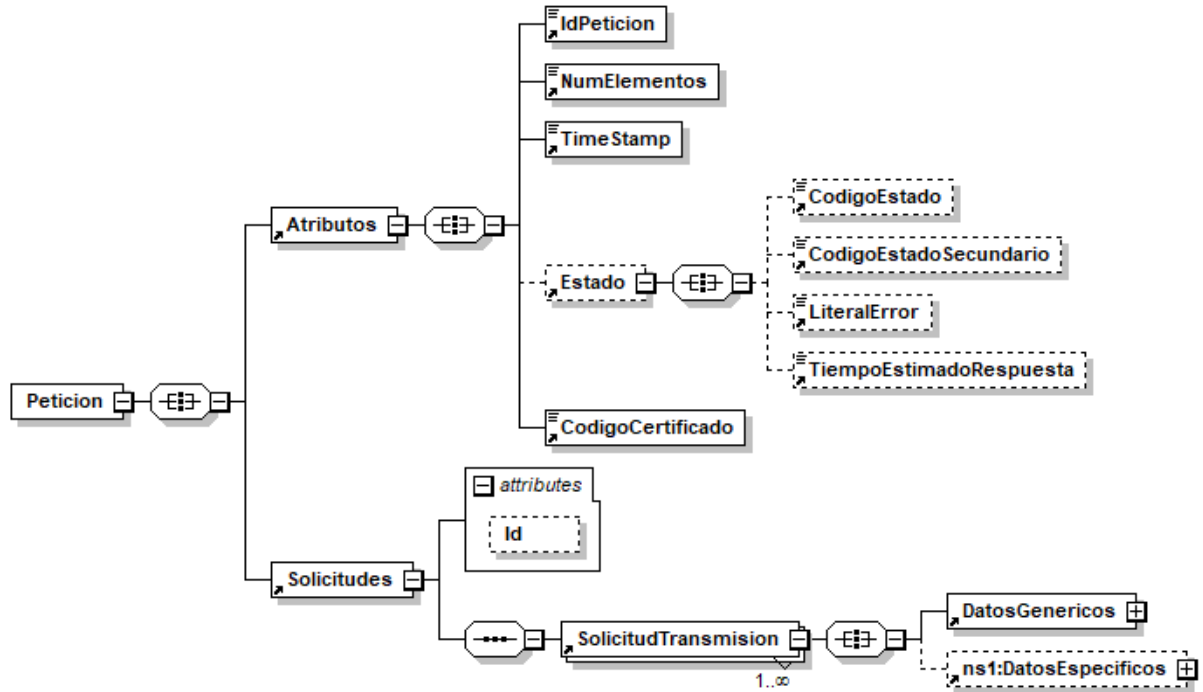 IdPeticion
NumElementos
TimeStamp
CodigoEstado
Atributos
CodigoEstadoSecundario
Estado
LiteralError
TiempoEstimadoRespuesta
Peticion
CodigoCertificado
attributes
Id
Solicitudes
DatosGenericos
SolicitudTransmision
ns1:DatosEspecificos
1..∞